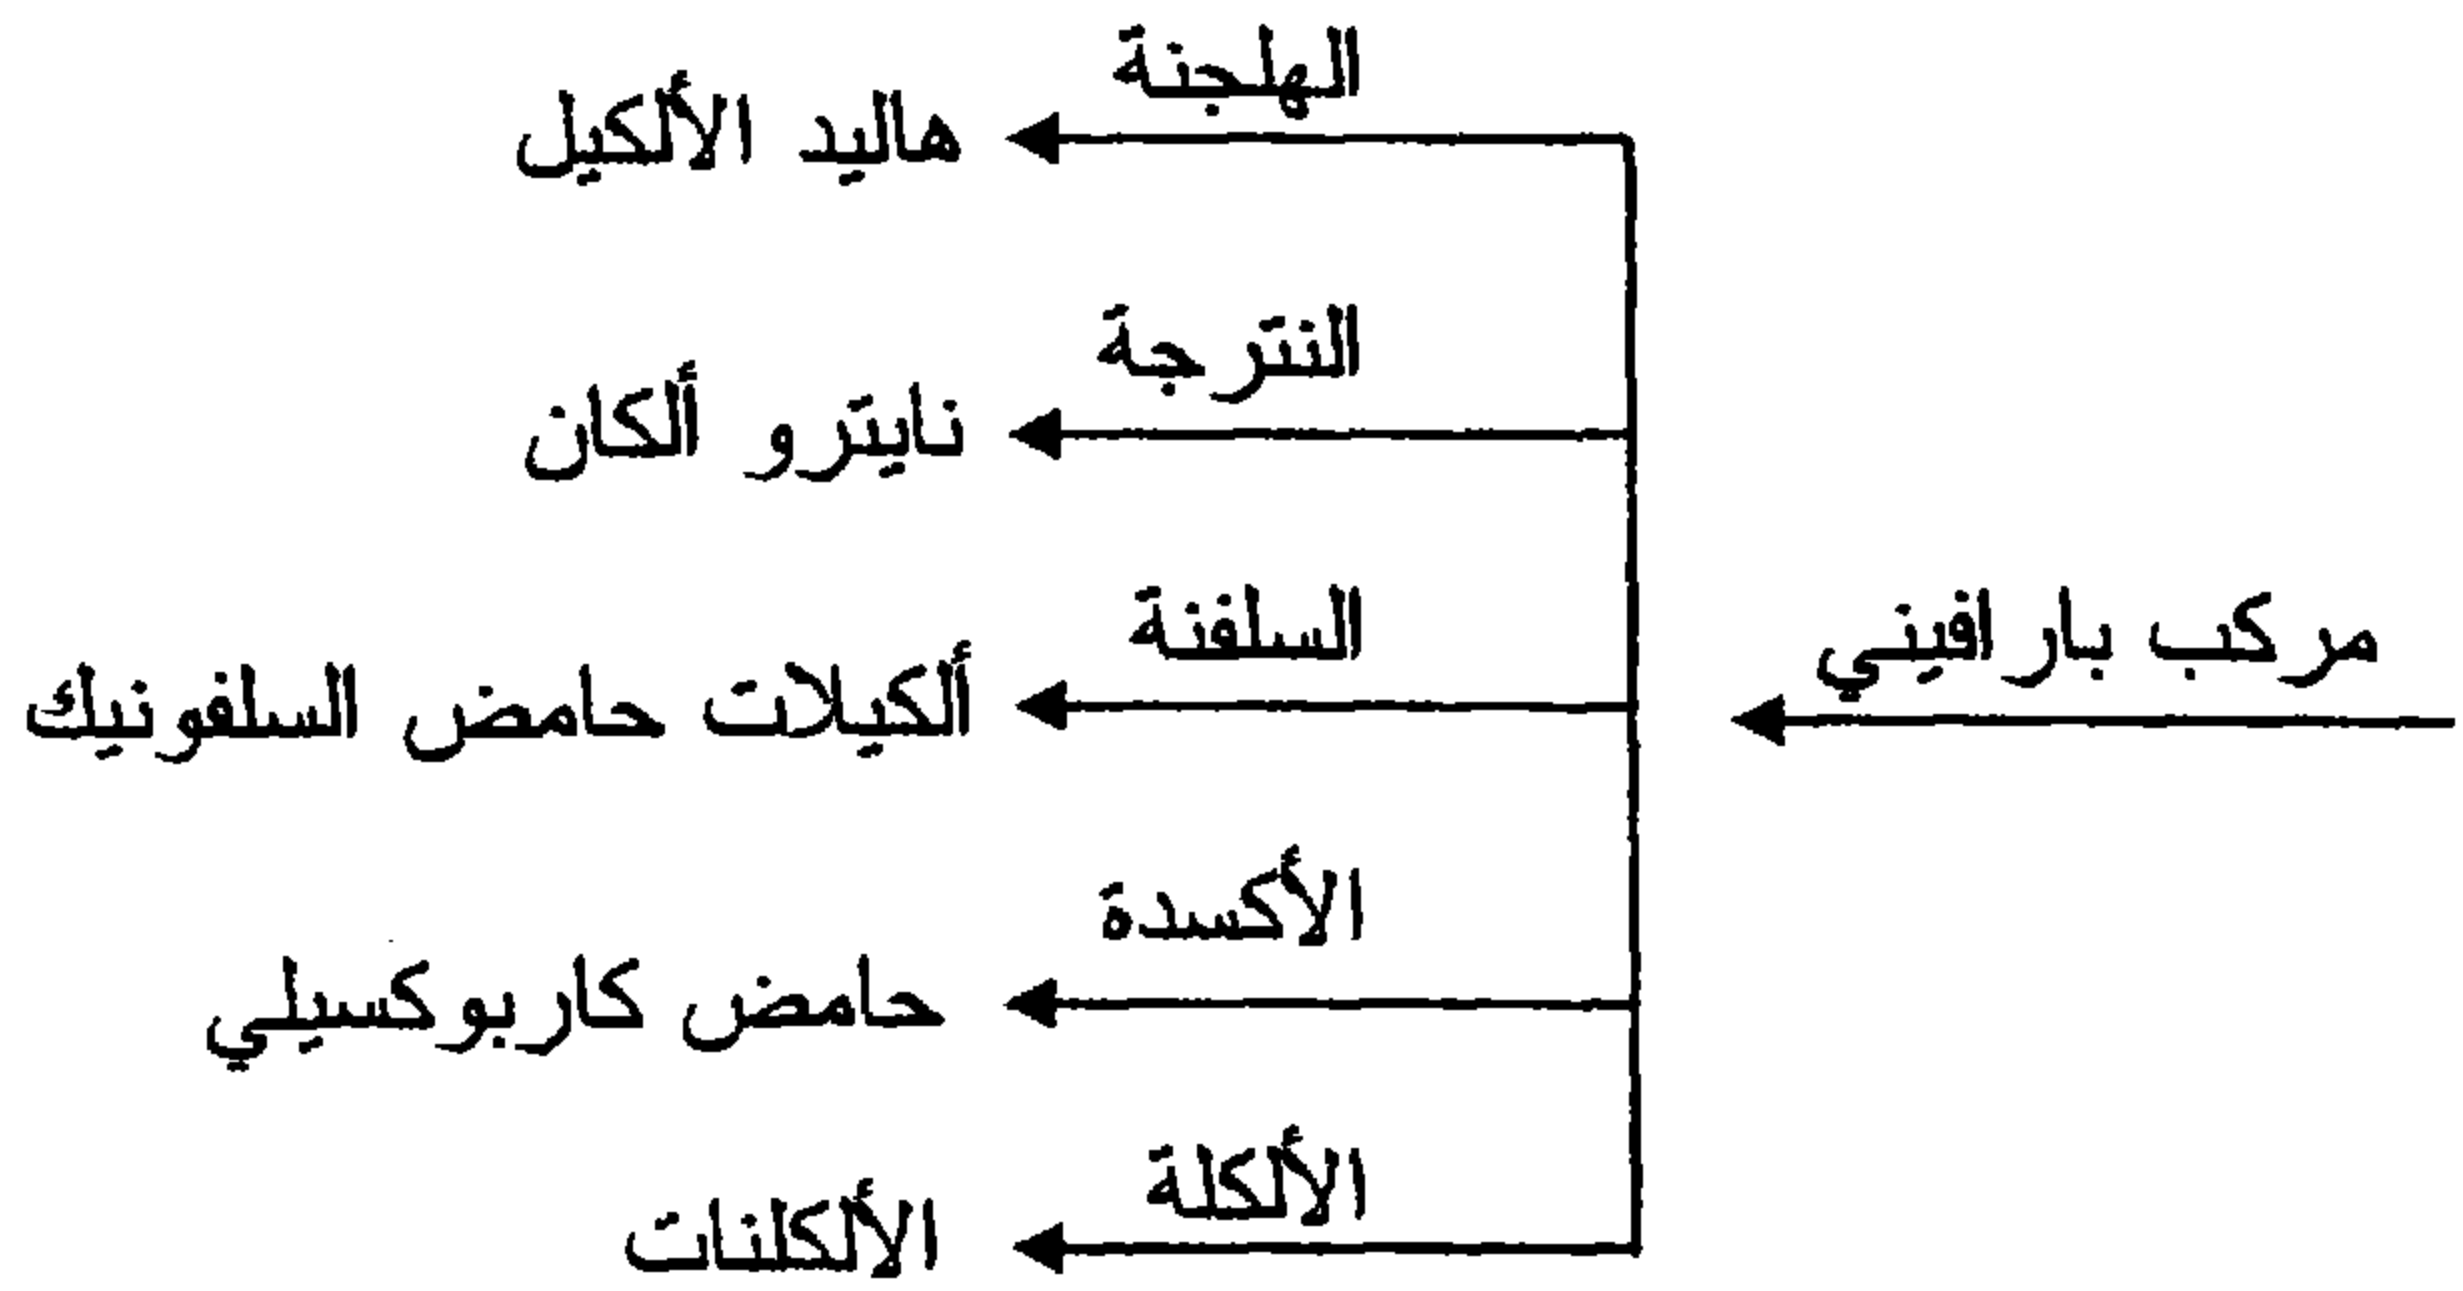 الهلجنة
هاليد الألكيل
النترجة
نايترو ألكان
السلفنة
مركب بارافيني
ألكيلات حامض السلفونيك
الأكسدة
حامض كاربوكسيلي
الألكلة
الألكلنات